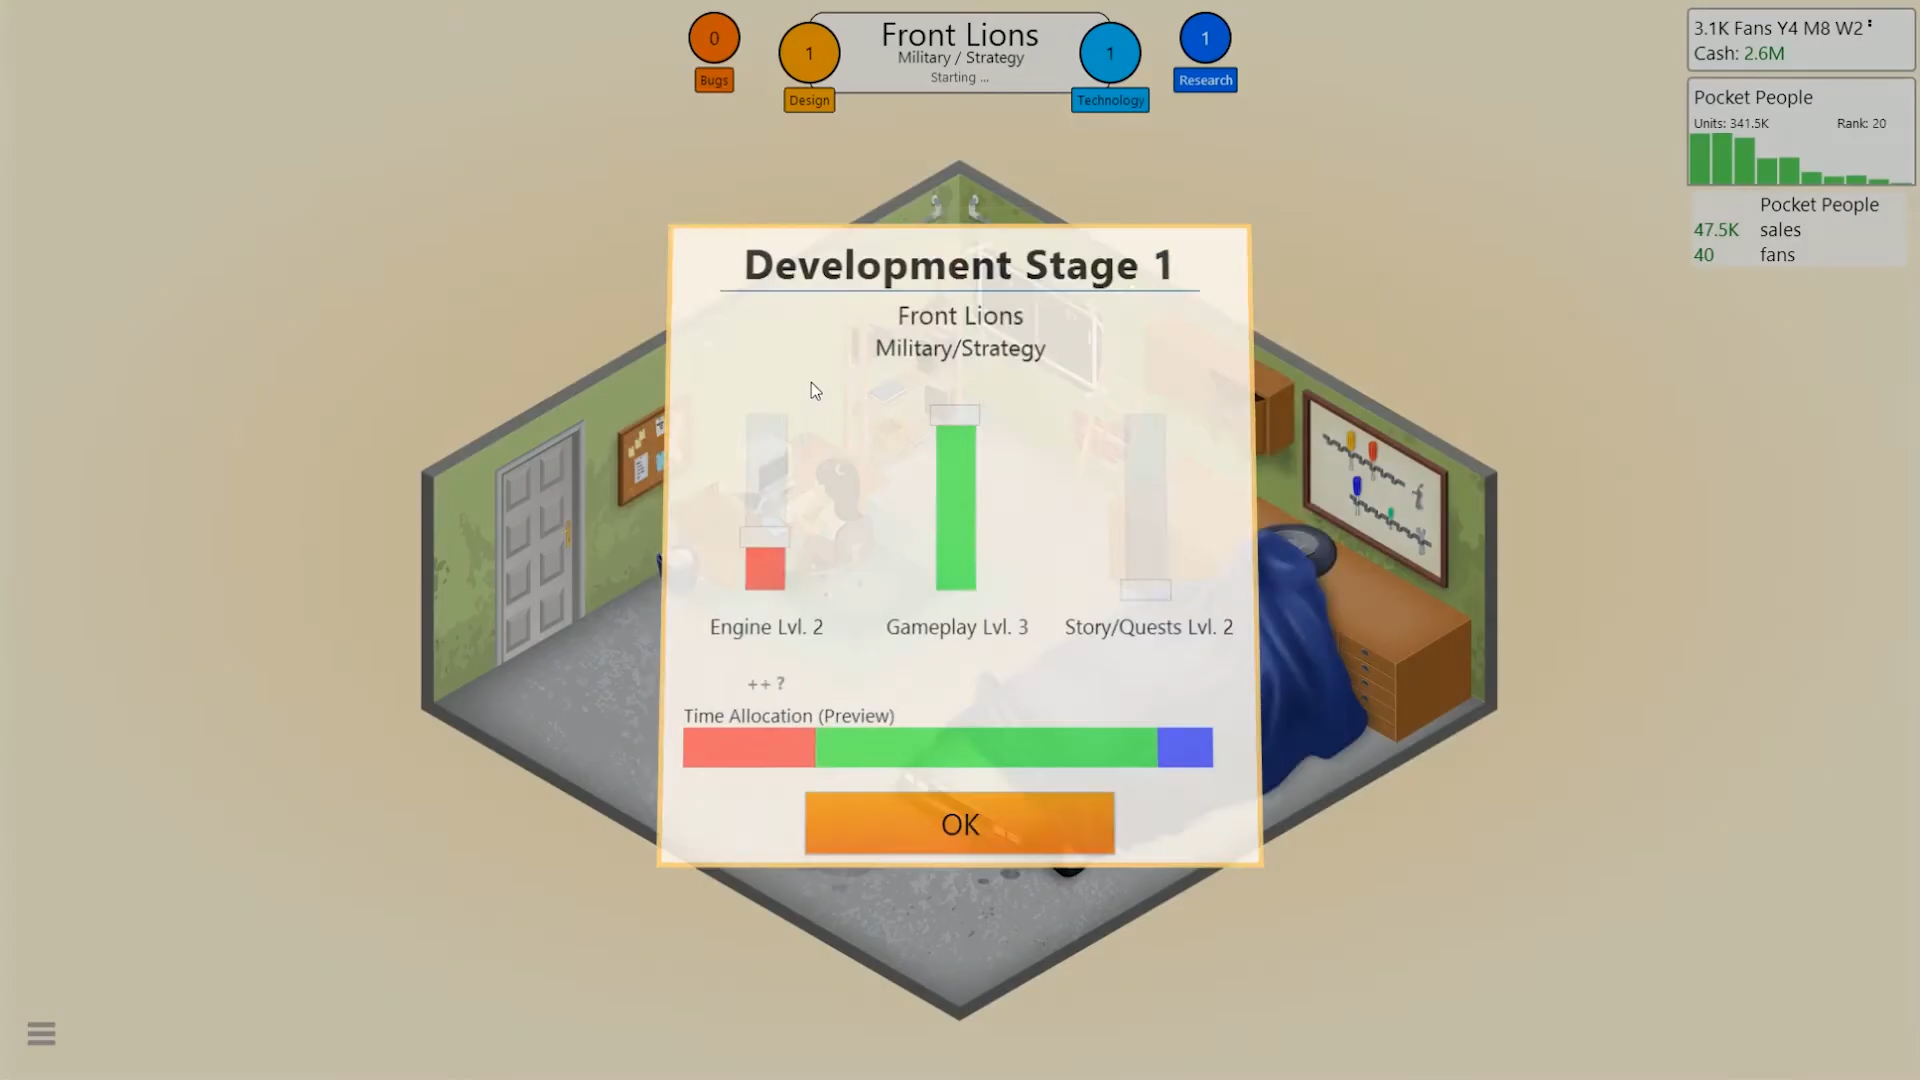 0
Bugs
1
Design
Front Lions
Military / Strategy
Starting ...
1
Technology
1
Research
3.1K Fans Y4 M8 W2
Cash: 2.6M
Pocket People
Units: 341.5K Rank: 20
Pocket People
47.5K sales
40 fans
Development Stage 1
Front Lions
Military/Strategy
Engine Lvl. 2 Gameplay Lvl. 3 Story/Quests Lvl. 2
++ ?
Time Allocation (Preview)
OK